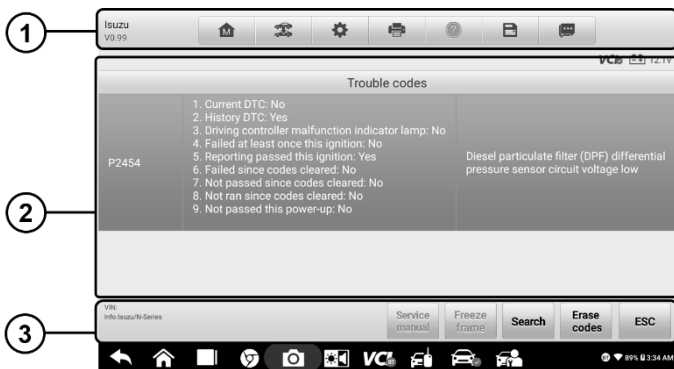 1
Isuzu
V0.99.
M
?
VCI 12.1V
Trouble codes
P2454
1. Current DTC: No
2. History DTC: Yes
3. Driving controller malfunction indicator lamp: No
4. Failed at least once this ignition: No
5. Reporting passed this ignition: Yes
6. Failed since codes cleared: No
7. Not passed since codes cleared: No
8. Not ran since codes cleared: No
9. Not passed this power-up: No
Diesel particulate filter (DPF) differential
pressure sensor circuit voltage low
2
3
VIN:
Info:Isuzu/N-Series
Service
manual
Freeze
frame
Search
Erase
codes
ESC
VCI
89% 3:34 AM